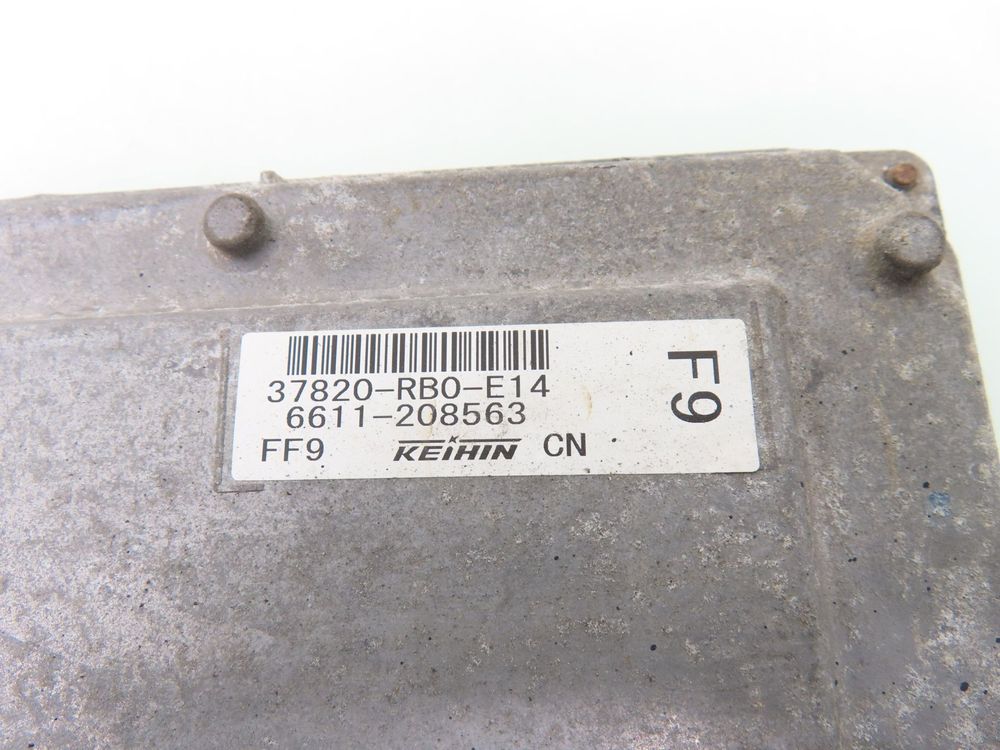 37820-RB0-E14
6611-208563
FF9 KEIHIN CN
F9